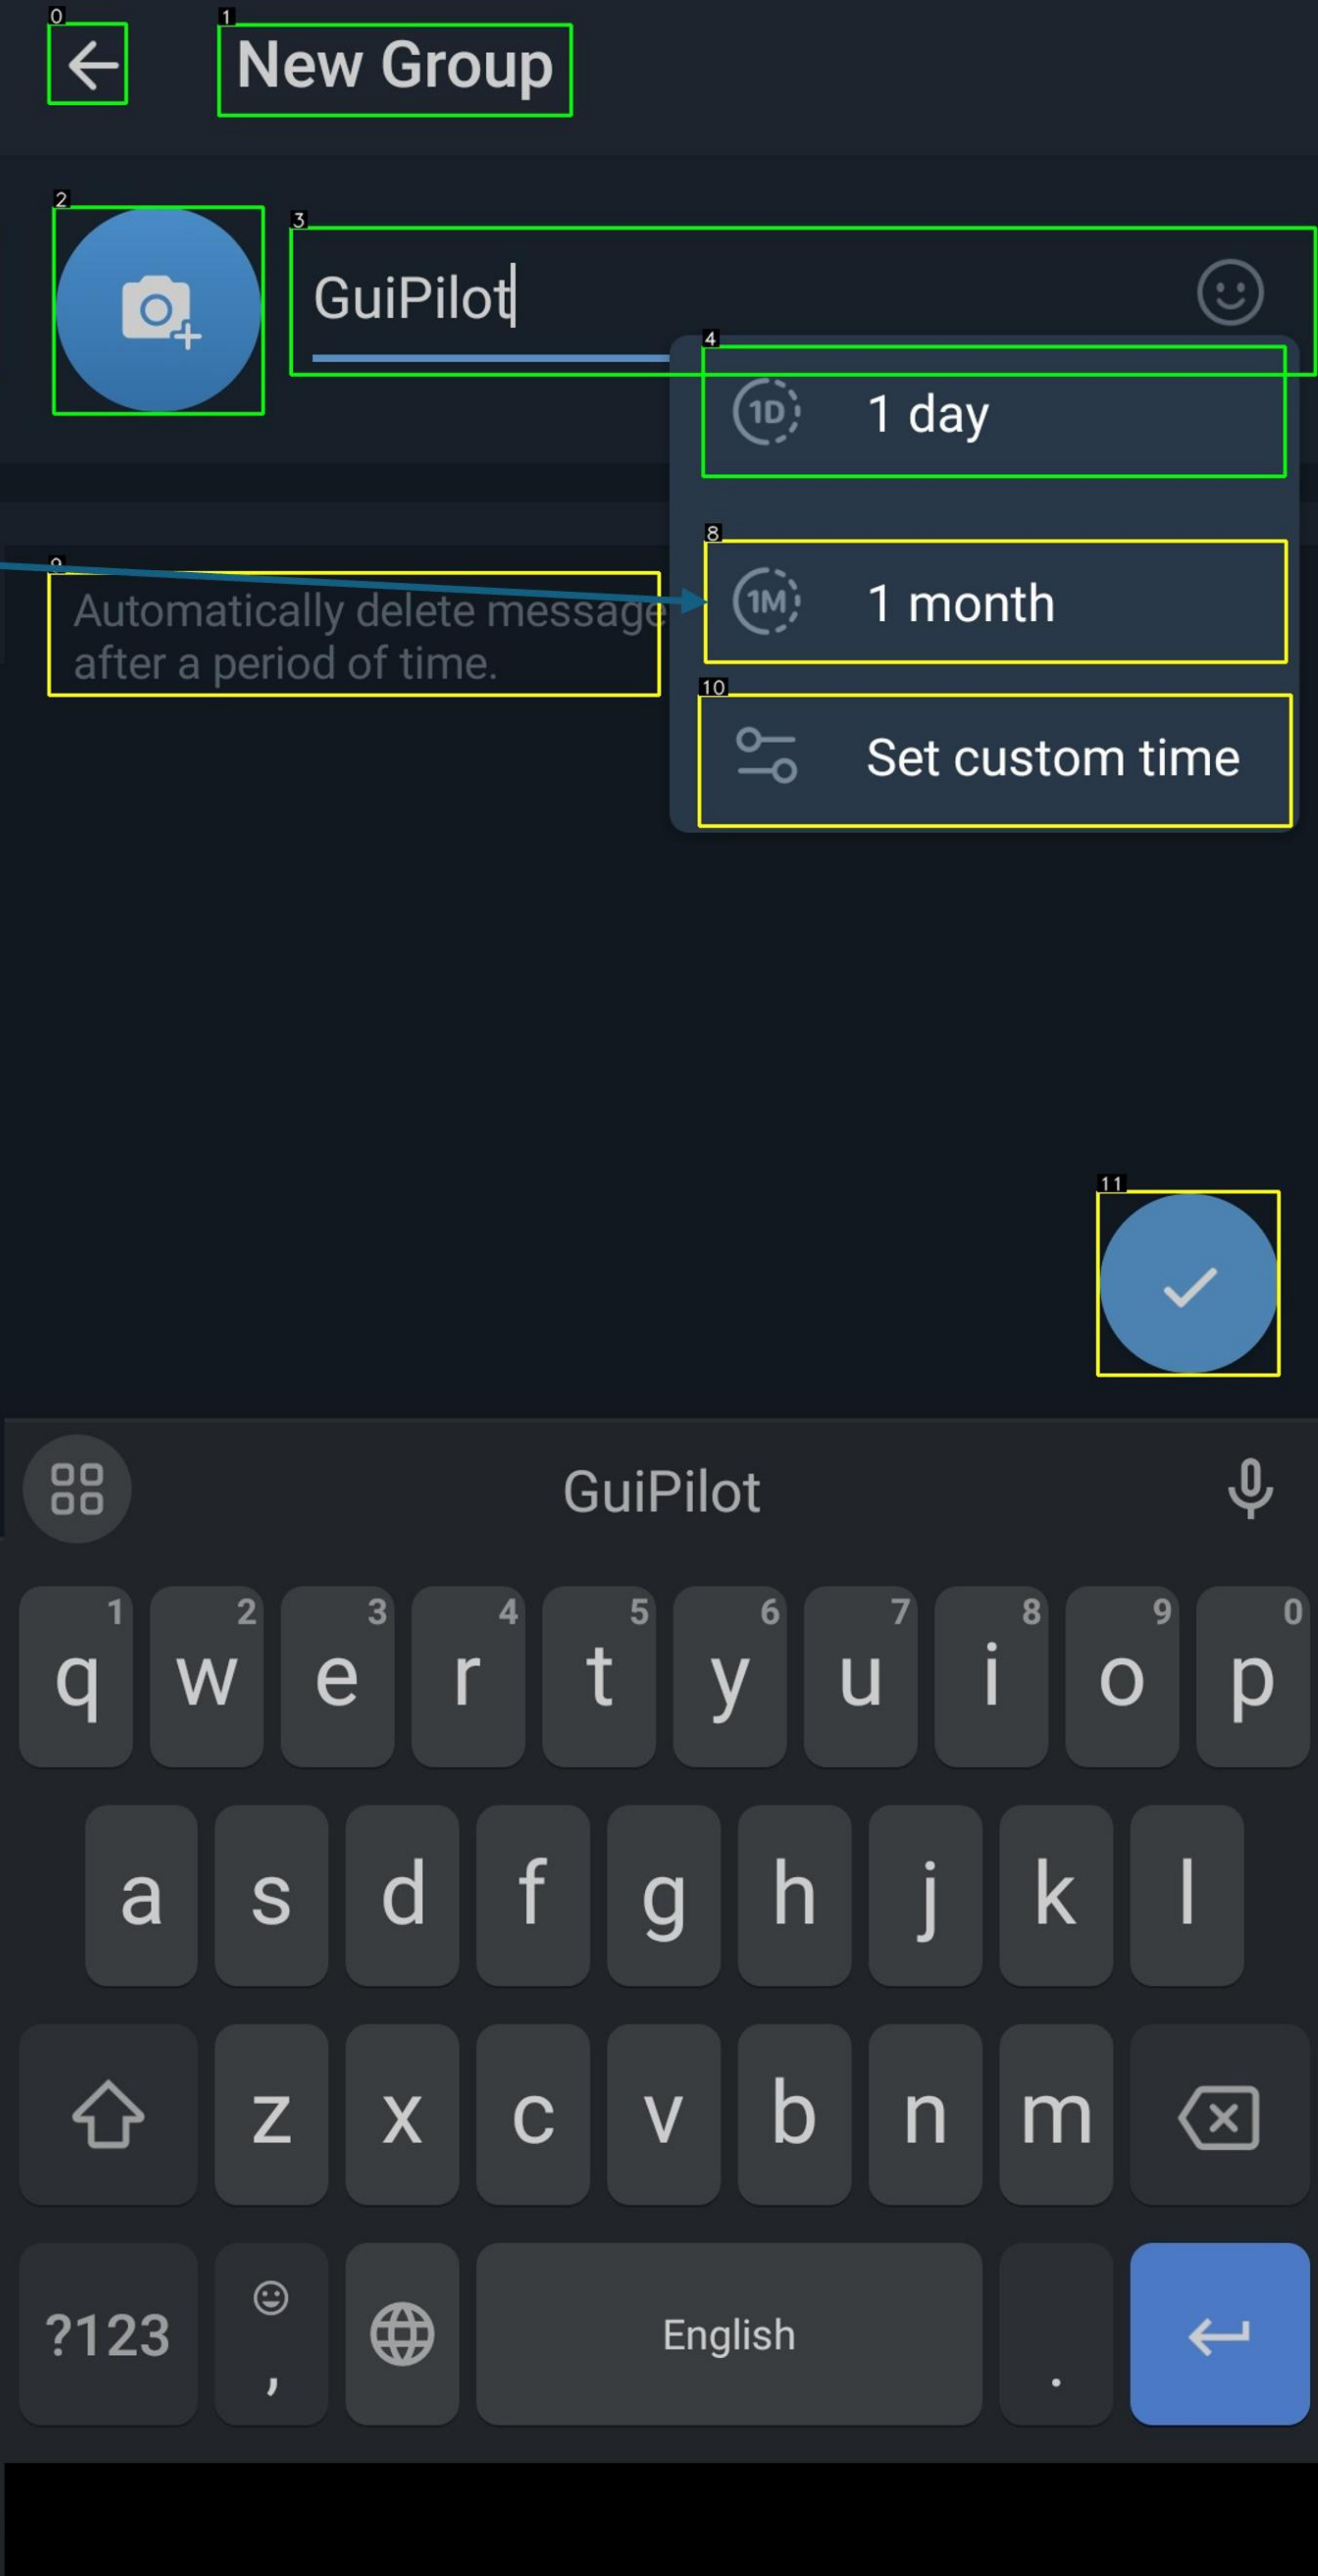 0
1
New Group
2
3
GuiPilot
4
1D
1 day
8
1M
1 month
9
Automatically delete message
after a period of time.
10
Set custom time
11
GuiPilot
1 2 3 4 5 6 7 8 9 0
q w e r t y u i o p
a s d f g h j k l
z x c v b n m
?123 , English .